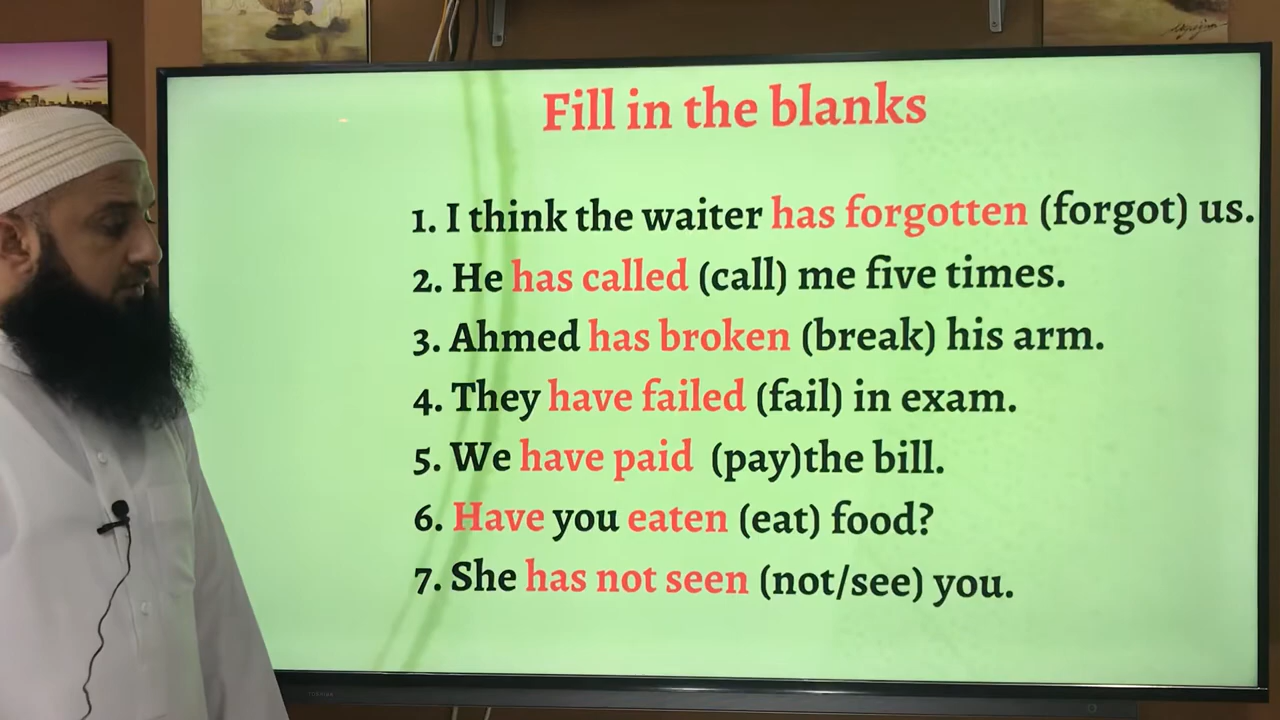 Fill in the blanks
1. I think the waiter has forgotten (forgot) us.
2. He has called (call) me five times.
3. Ahmed has broken (break) his arm.
4. They have failed (fail) in exam.
5. We have paid (pay)the bill.
6. Have you eaten (eat) food?
7. She has not seen (not/see) you.
TOSHIBA